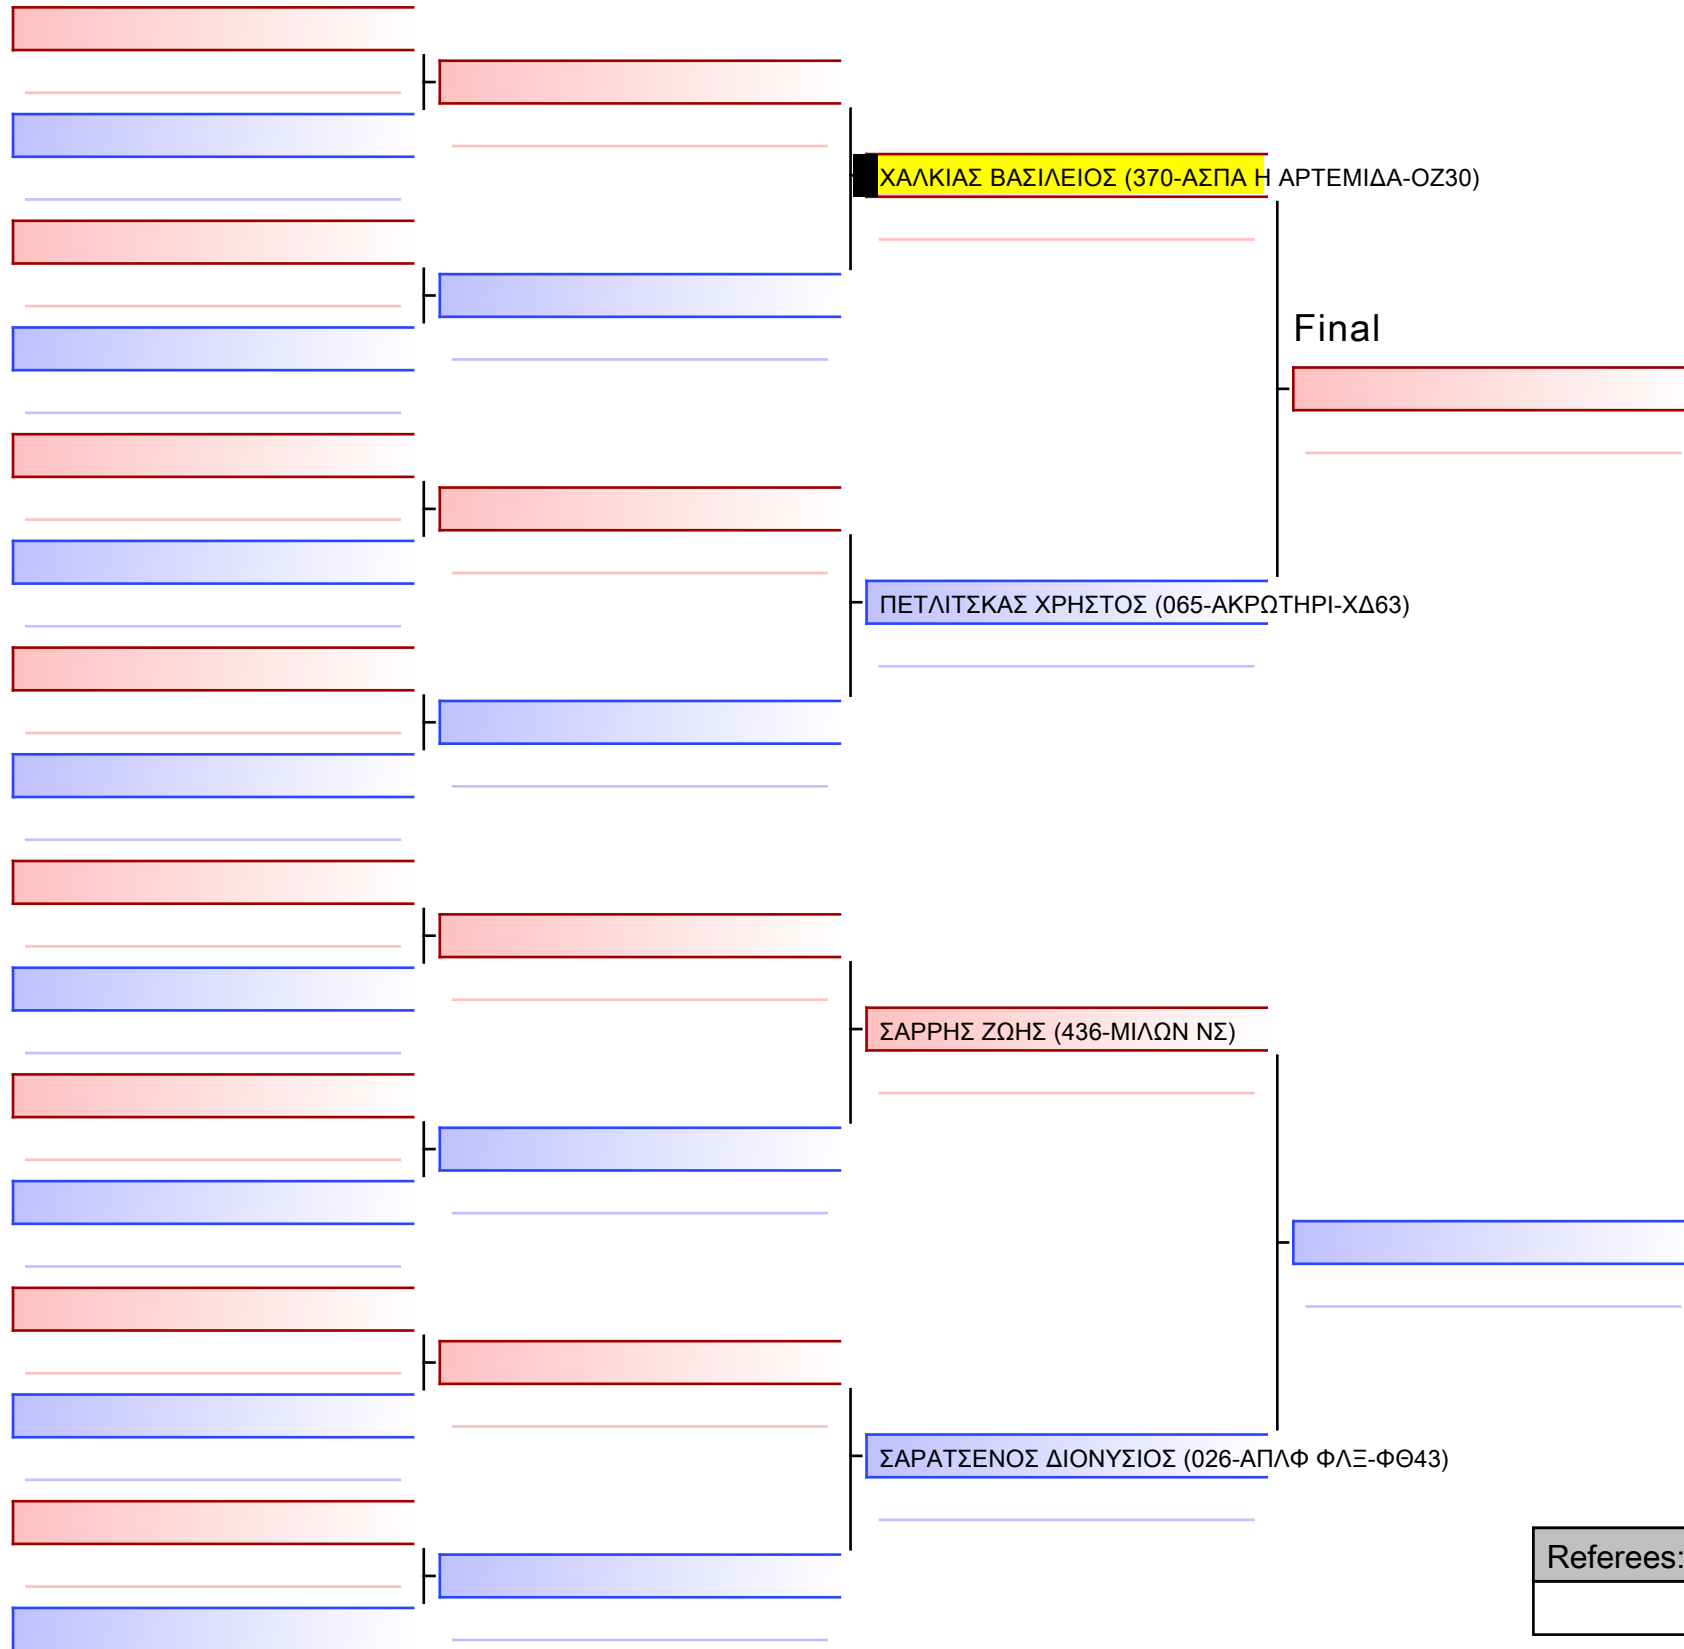 ΧΑΛΚΙΑΣ ΒΑΣΙΛΕΙΟΣ (370-ΑΣΠΑ Η ΑΡΤΕΜΙΔΑ-ΟΖ30)
Final
ΠΕΤΛΙΤΣΚΑΣ ΧΡΗΣΤΟΣ (065-ΑΚΡΩΤΗΡΙ-ΧΔ63)
ΣΑΡΡΗΣ ΖΩΗΣ (436-ΜΙΛΩΝ ΝΣ)
ΣΑΡΑΤΣΕΝΟΣ ΔΙΟΝΥΣΙΟΣ (026-ΑΠΛΦ ΦΛΞ-ΦΘ43)
Referees: